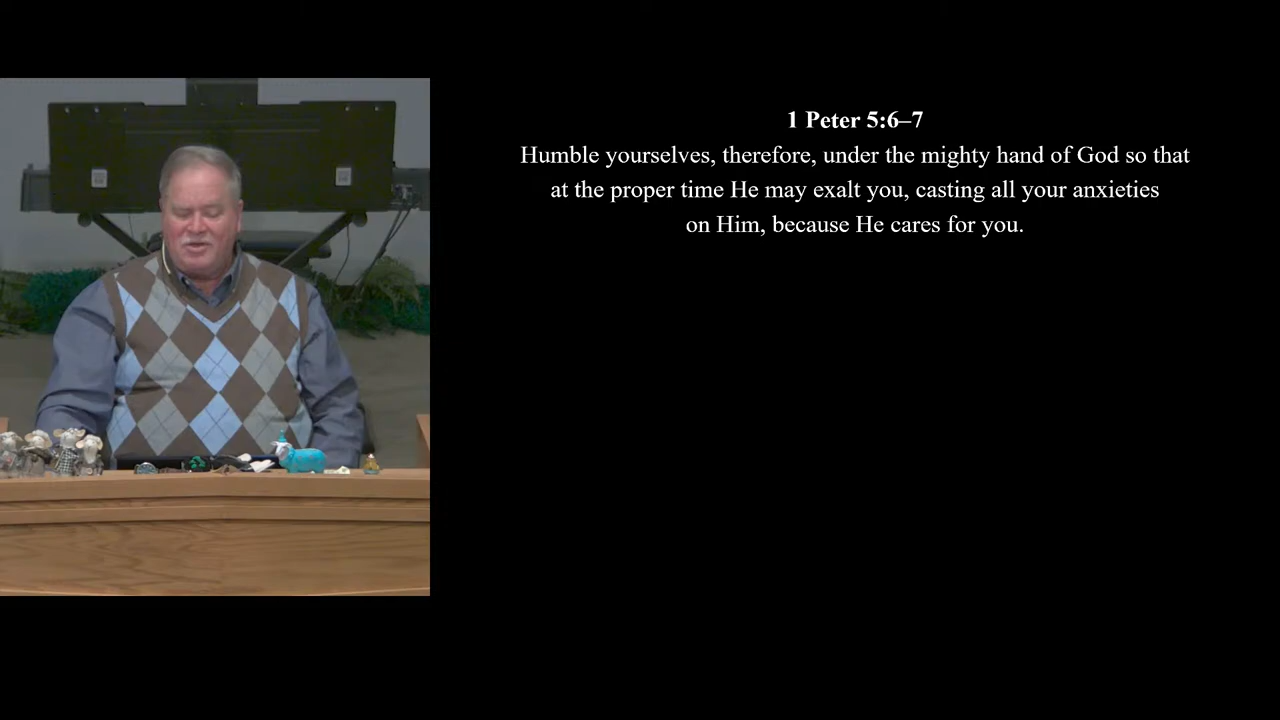 1 Peter 5:6–7
Humble yourselves, therefore, under the mighty hand of God so that
at the proper time He may exalt you, casting all your anxieties
on Him, because He cares for you.